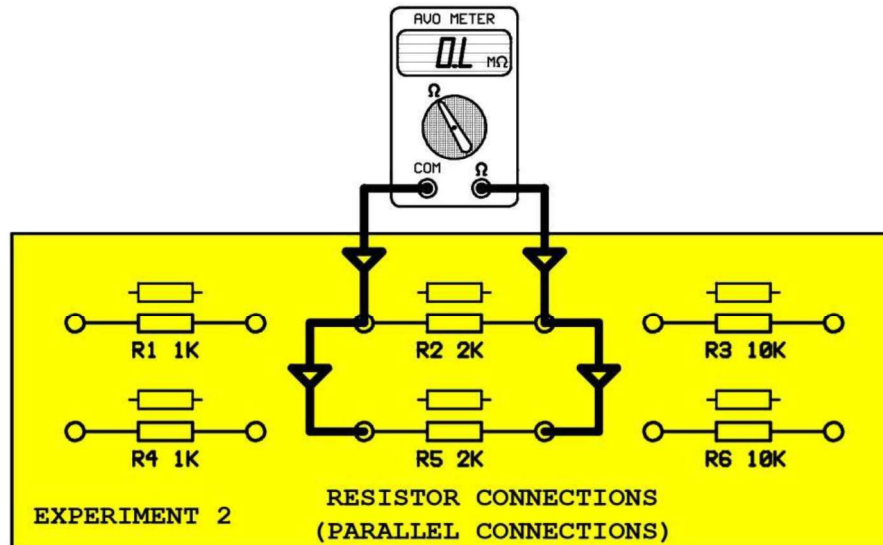 AVO METER
0.L MΩ
Ω
COM Ω
R1 1K R2 2K R3 10K
R4 1K R5 2K R6 10K
EXPERIMENT 2
RESISTOR CONNECTIONS
(PARALLEL CONNECTIONS)